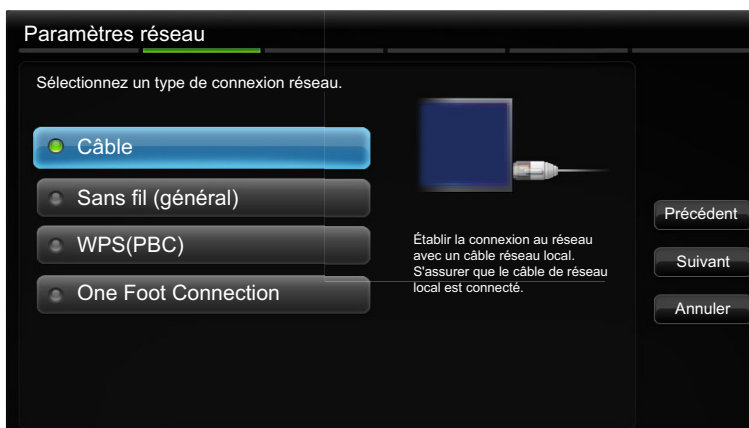 Paramètres réseau
Sélectionnez un type de connexion réseau.
Câble
Sans fil (général)
WPS(PBC)
One Foot Connection
Établir la connexion au réseau
avec un câble réseau local.
S'assurer que le câble de réseau
local est connecté.
Précédent
Suivant
Annuler